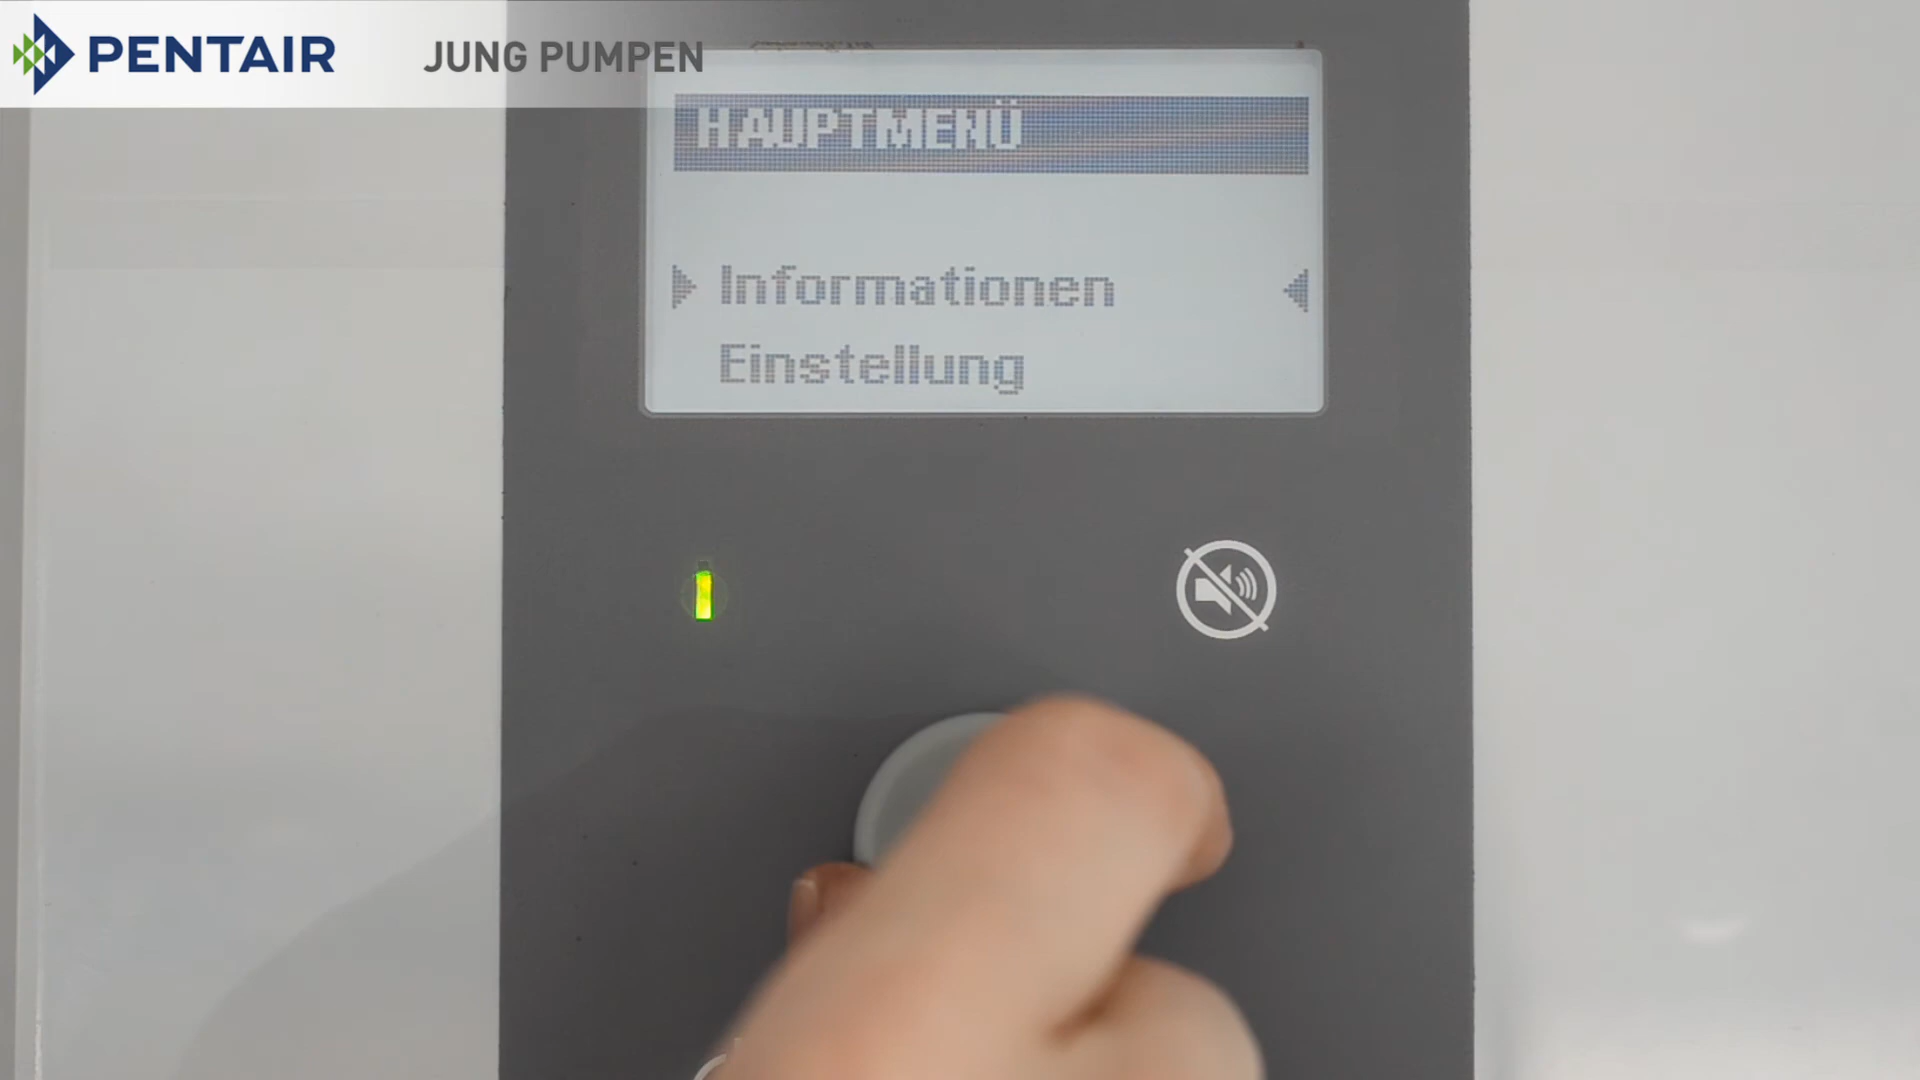 PENTAIR JUNG PUMPEN
HAUPTMENÜ
Informationen
Einstellung